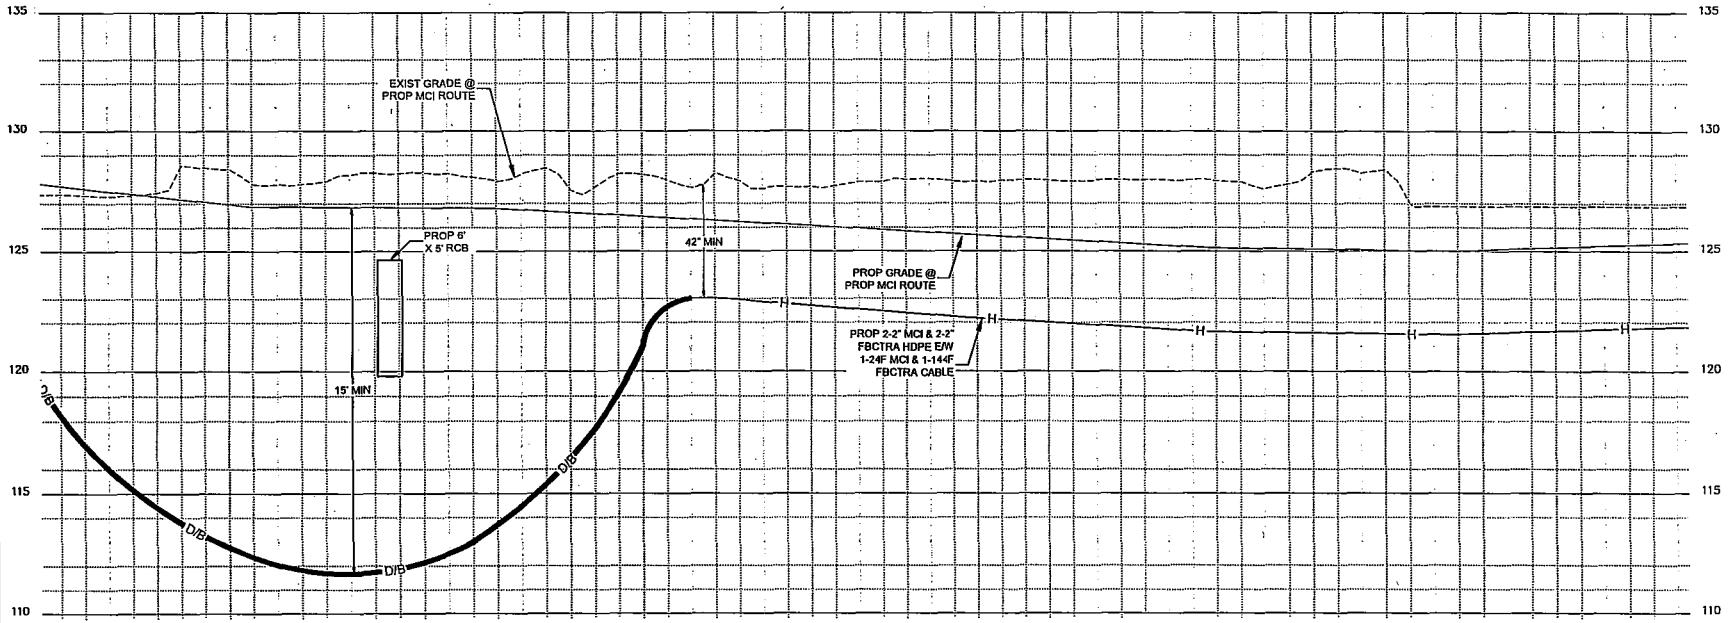 135
135
EXIST GRADE @
PROP MCI ROUTE
130
130
PROP 6'
X 5' RCB
42" MIN
125
125
PROP GRADE @
PROP MCI ROUTE
H
H
H
H
H
PROP 2-2" MCI & 2-2"
FBCTRA HDPE E/W
1-24F MCI & 1-144F
FBCTRA CABLE
120
120
15' MIN
D/B
D/B
115
115
D/B
D/B
110
110